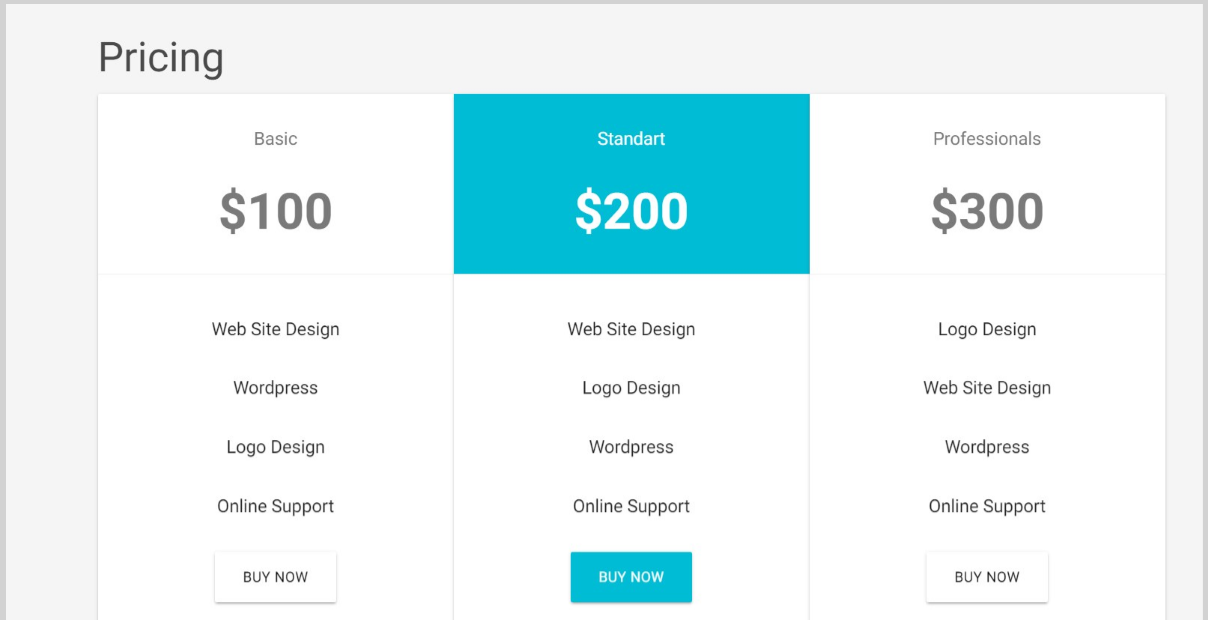 Pricing
Basic
$100
Web Site Design
Wordpress
Logo Design
Online Support
BUY NOW
Standart
$200
Web Site Design
Logo Design
Wordpress
Online Support
BUY NOW
Professionals
$300
Logo Design
Web Site Design
Wordpress
Online Support
BUY NOW